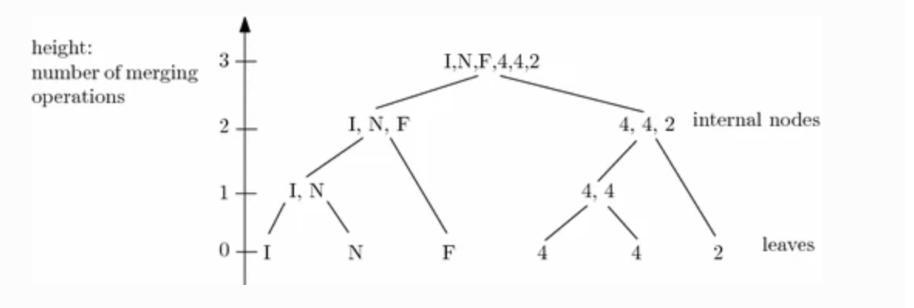 height:
number of merging
operations
3
I,N,F,4,4,2
2
I, N, F
4, 4, 2
internal nodes
1
I, N
4, 4
0
I
N
F
4
4
2
leaves